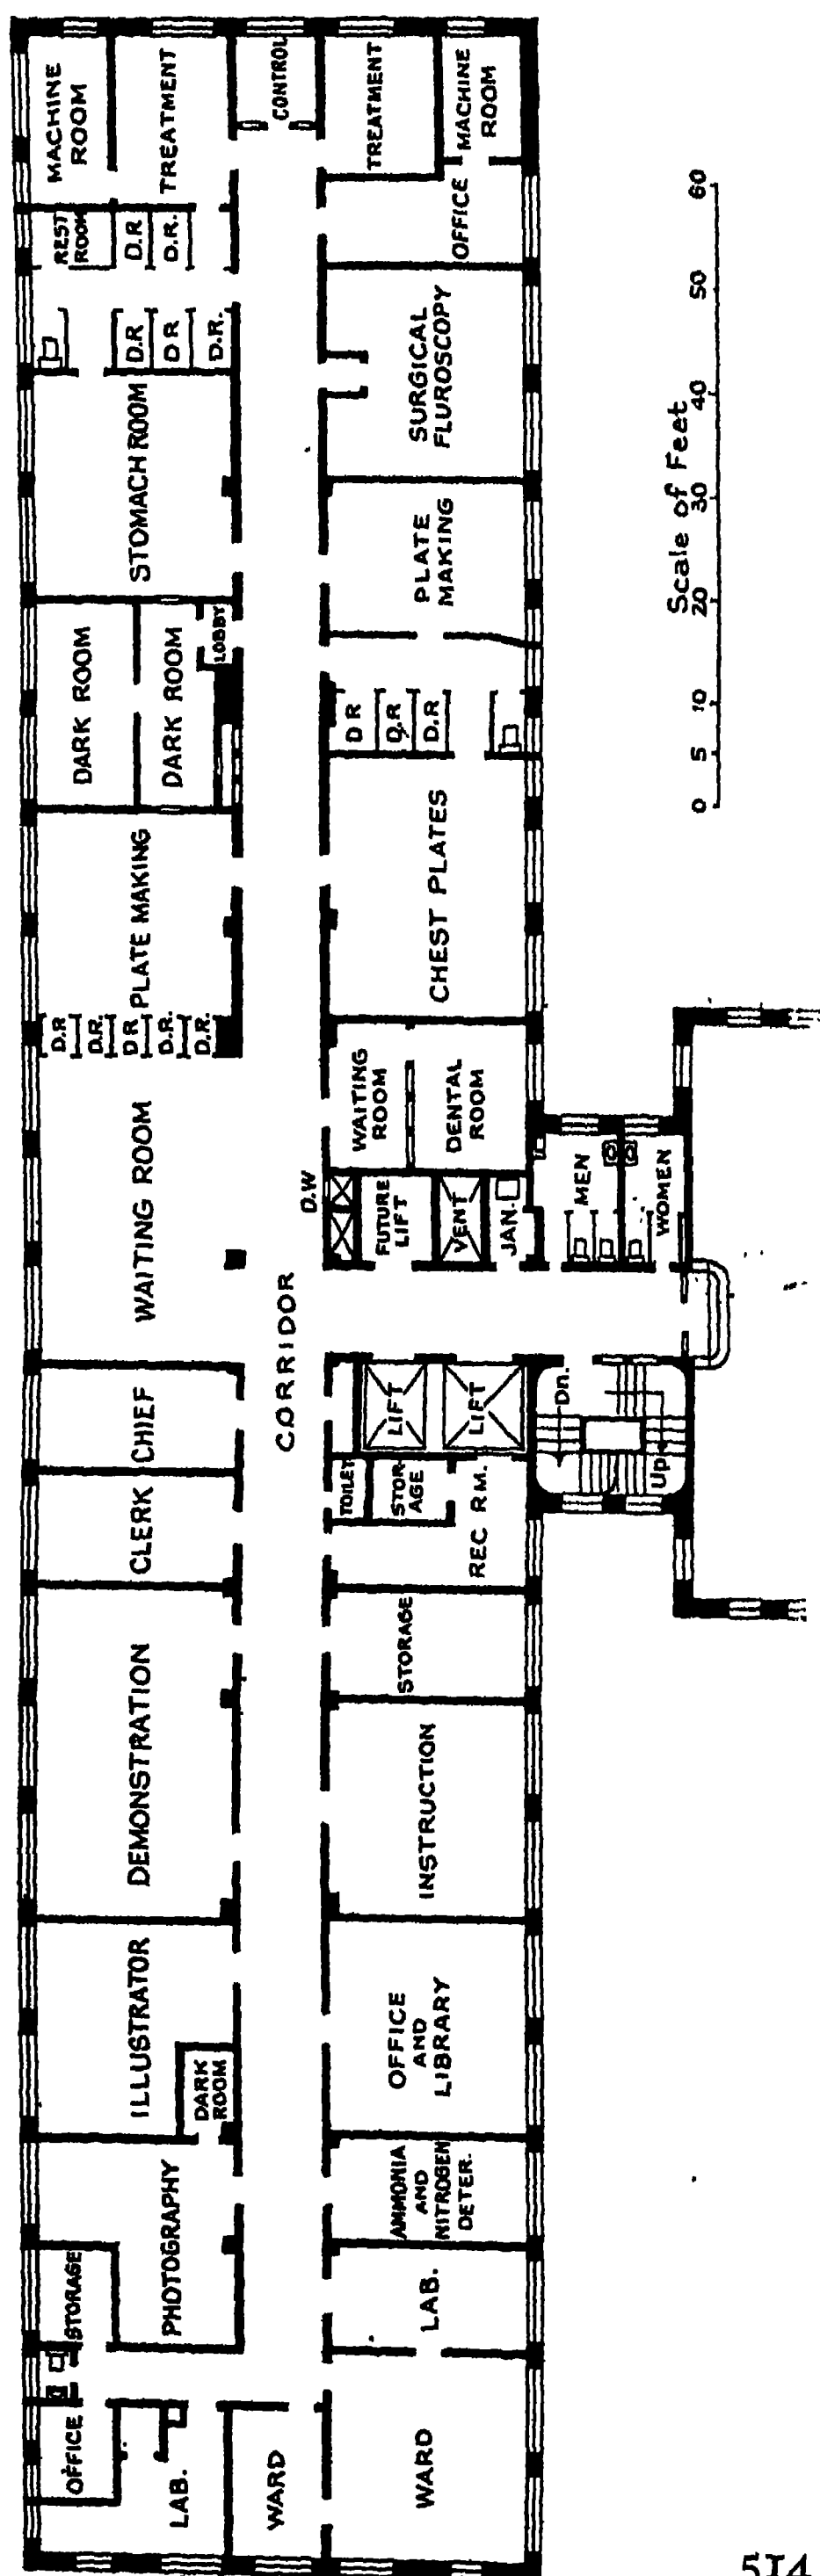 MACHINE
ROOM
TREATMENT
CONTROL
TREATMENT
MACHINE
ROOM
REST
ROOM
D.R
D.R.
OFFICE
D.R
D R
D.R.
STOMACH ROOM
SURGICAL
FLUROSCOPY
DARK ROOM
DARK ROOM
LOBBY
PLATE
MAKING
D R
D.R
D.R
PLATE MAKING
CHEST PLATES
D.R
D.R.
D R
D.R.
D.R.
WAITING ROOM
WAITING
ROOM
DENTAL
ROOM
D.W
FUTURE
LIFT
VENT
JAN.
MEN
WOMEN
CORRIDOR
CHIEF
LIFT
LIFT
Dn.
Up
CLERK
TOILET
STOR-
AGE
REC RM.
DEMONSTRATION
STORAGE
INSTRUCTION
ILLUSTRATOR
DARK
ROOM
OFFICE
AND
LIBRARY
PHOTOGRAPHY
AMMONIA
AND
NITROGEN
DETER.
STORAGE
LAB.
OFFICE
LAB.
WARD
WARD
Scale of Feet
0 5 10 20 30 40 50 60
514